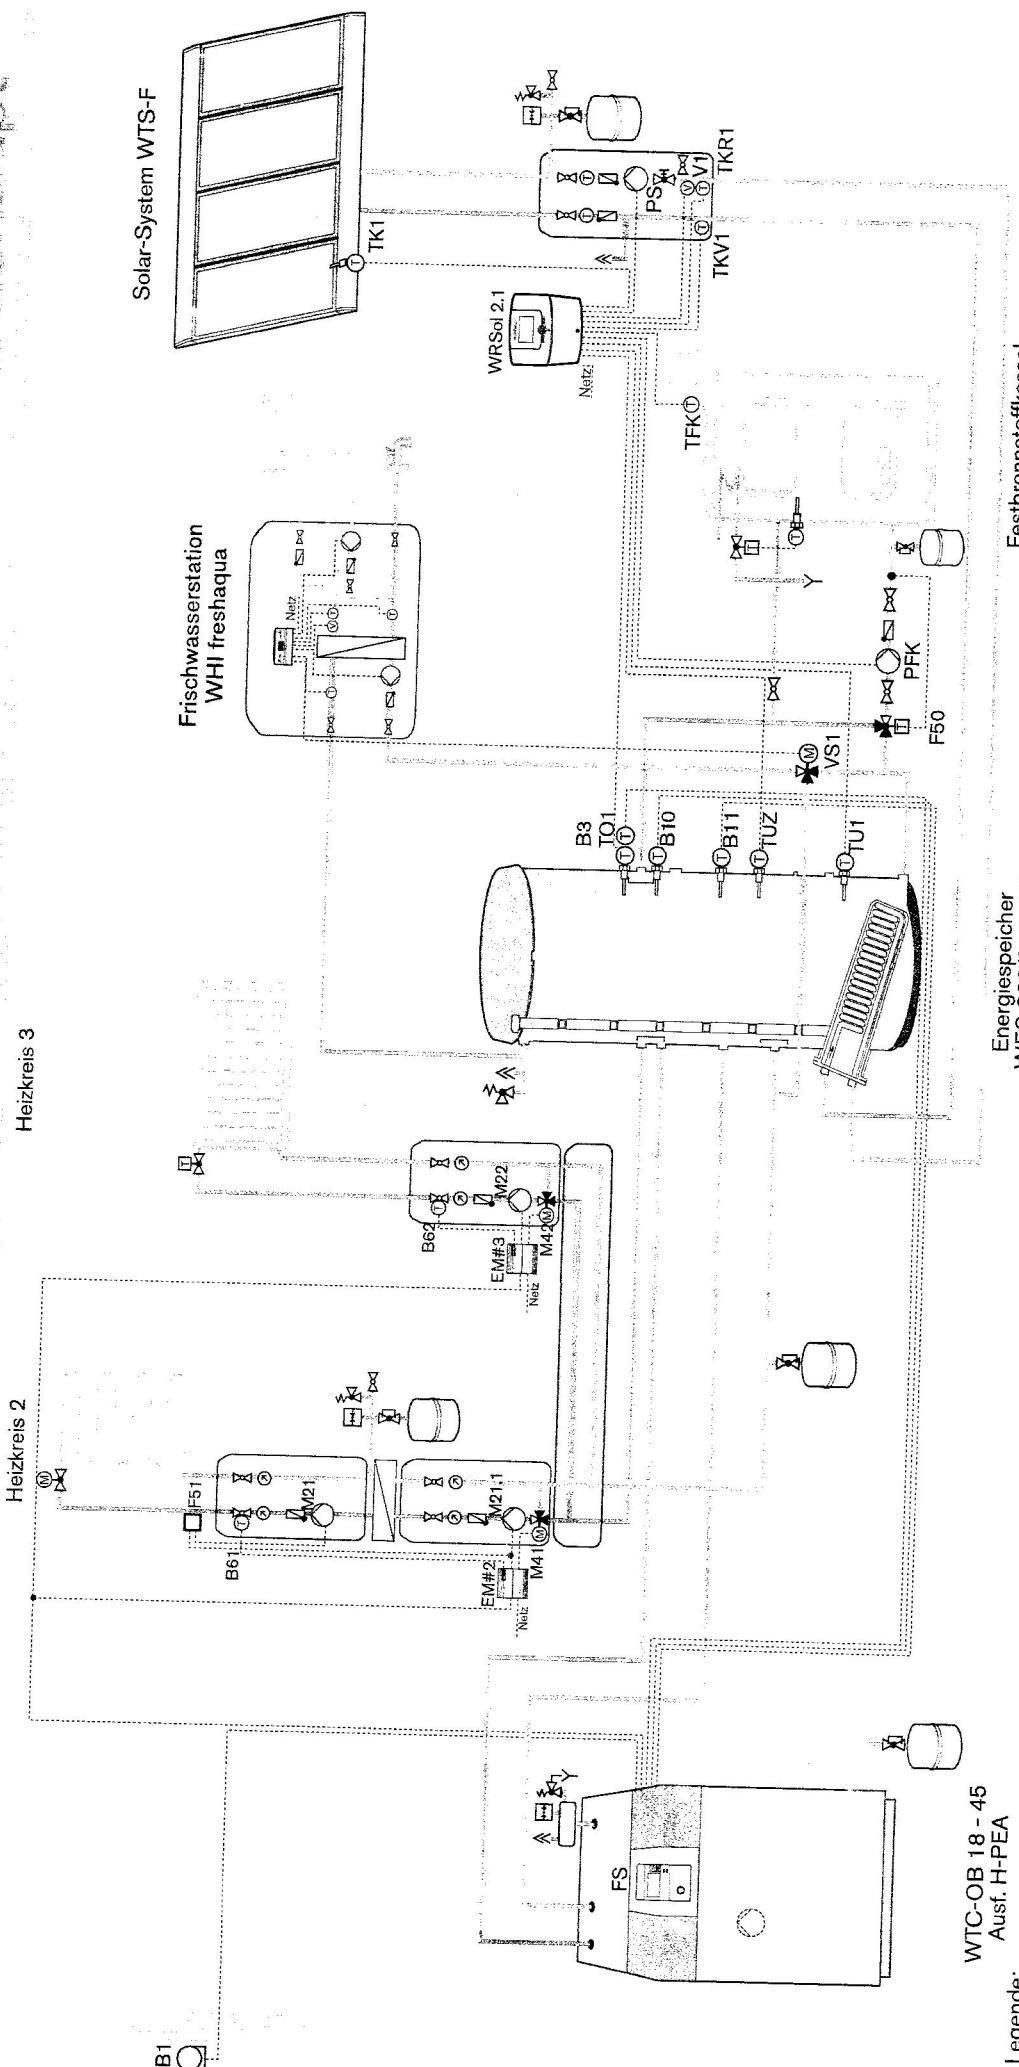 Solar-System WTS-F
TK1
TKR1
V1
PS
TKV1
T
V
WRSol 2.1
Netz
TFK
Festbrennstoffkessel
Frischwasserstation
WHI freshaqua
Netz
PFK
F50
VS1
M
B3
TO1
B10
B11
TUZ
TU1
Energiespeicher
Heizkreis 3
B62
M22
EM#3
M42
Netz
Heizkreis 2
F51
B61
M21
M21.1
EM#2
M41
Netz
FS
WTC-OB 18 - 45
Ausf. H-PEA
B1
Legende: